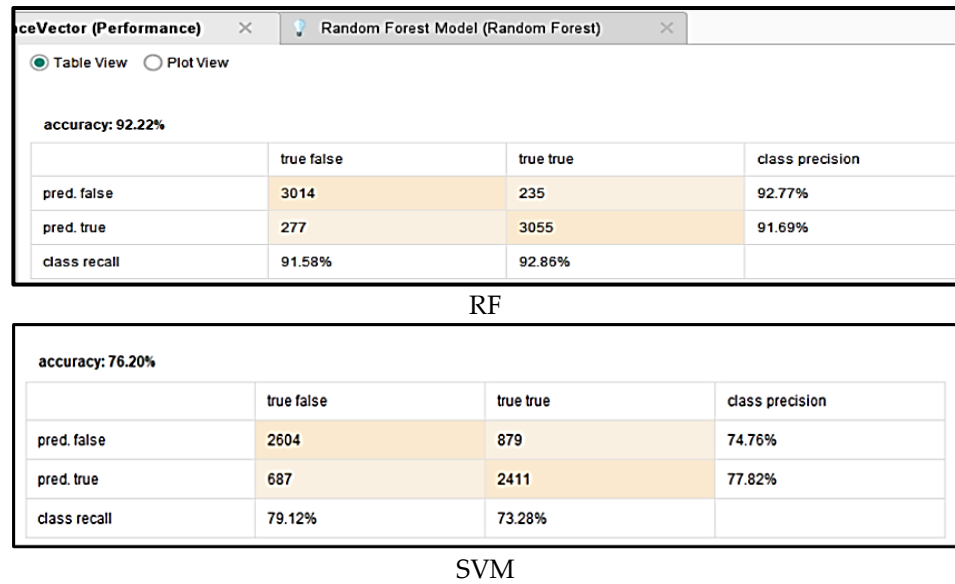 ceVector (Performance) × Random Forest Model (Random Forest) ×
Table View Plot View
accuracy: 92.22%
true false true true class precision
pred. false 3014 235 92.77%
pred. true 277 3055 91.69%
class recall 91.58% 92.86%
RF
accuracy: 76.20%
true false true true class precision
pred. false 2604 879 74.76%
pred. true 687 2411 77.82%
class recall 79.12% 73.28%
SVM